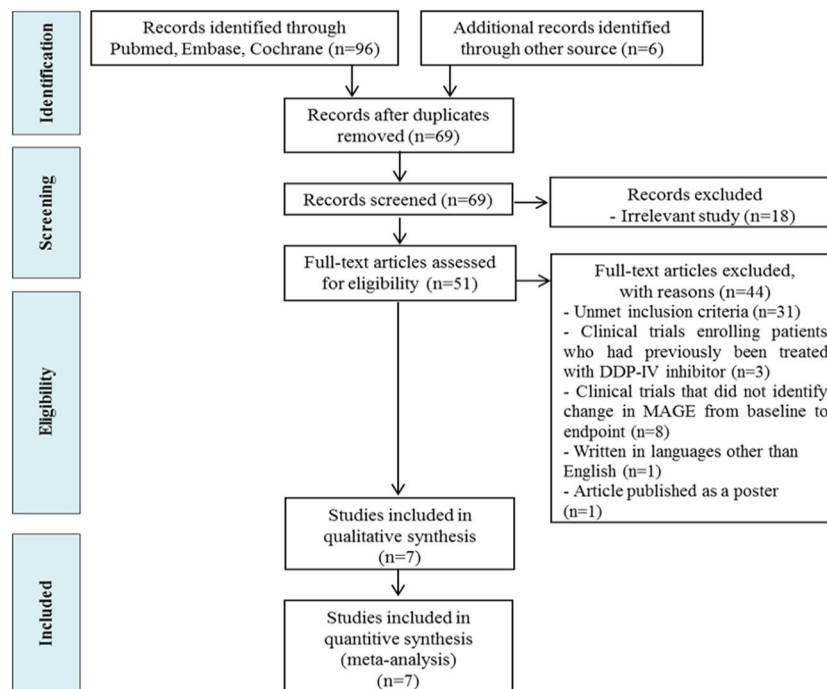 Identification
Records identified through
Pubmed, Embase, Cochrane (n=96)
Additional records identified
through other source (n=6)
Records after duplicates
removed (n=69)
Screening
Records screened (n=69)
Records excluded
- Irrelevant study (n=18)
Full-text articles assessed
for eligibility (n=51)
Eligibility
Full-text articles excluded,
with reasons (n=44)
- Unmet inclusion criteria (n=31)
- Clinical trials enrolling patients
who had previously been treated
with DDP-IV inhibitor (n=3)
- Clinical trials that did not identify
change in MAGE from baseline to
endpoint (n=8)
- Written in languages other than
English (n=1)
- Article published as a poster
(n=1)
Studies included in
qualitative synthesis
(n=7)
Included
Studies included in
quantitive synthesis
(meta-analysis)
(n=7)